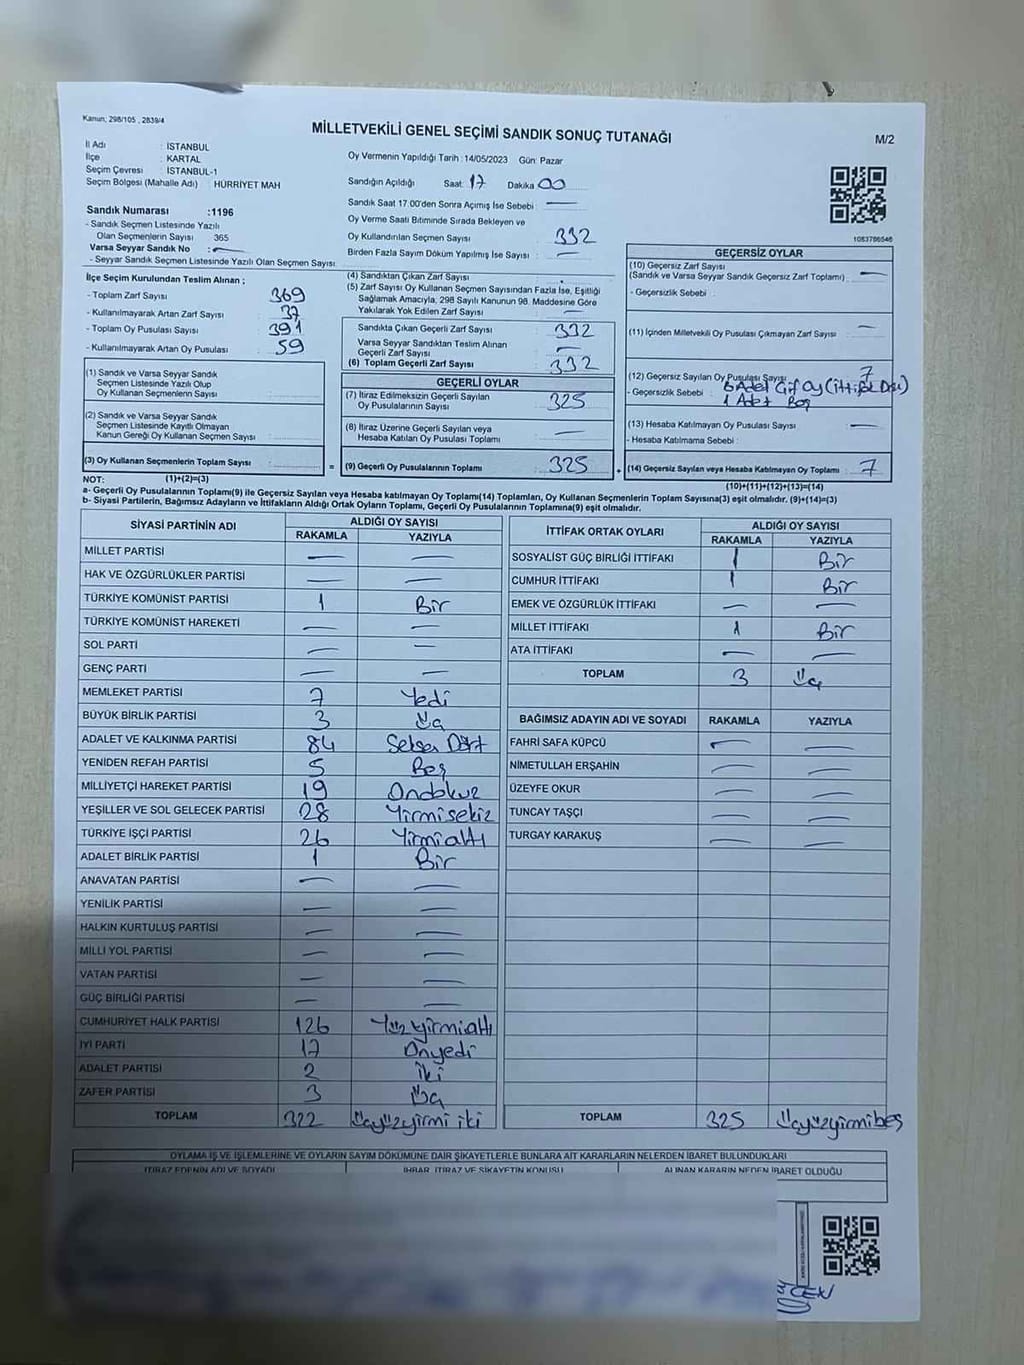 Kanun; 298/105 , 2839/4
MİLLETVEKİLİ GENEL SEÇİMİ SANDIK SONUÇ TUTANAĞI
M/2
İl Adı : İSTANBUL
İlçe : KARTAL
Seçim Çevresi : İSTANBUL-1
Seçim Bölgesi (Mahalle Adı) : HÜRRİYET MAH
Sandık Numarası :1196
- Sandık Seçmen Listesinde Yazılı
Olan Seçmenlerin Sayısı 365
Varsa Seyyar Sandık No : —
- Seyyar Sandık Seçmen Listesinde Yazılı Olan Seçmen Sayısı:
İlçe Seçim Kurulundan Teslim Alınan ;
- Toplam Zarf Sayısı 369
- Kullanılmayarak Artan Zarf Sayısı : 37
- Toplam Oy Pusulası Sayısı 391
- Kullanılmayarak Artan Oy Pusulası : 59
(1) Sandık ve Varsa Seyyar Sandık
Seçmen Listesinde Yazılı Olup
Oy Kullanan Seçmenlerin Sayısı
(2) Sandık ve Varsa Seyyar Sandık
Seçmen Listesinde Kayıtlı Olmayan
Kanun Gereği Oy Kullanan Seçmen Sayısı :
(3) Oy Kullanan Seçmenlerin Toplam Sayısı :
Oy Vermenin Yapıldığı Tarih : 14/05/2023 Gün: Pazar
Sandığın Açıldığı Saat: 17 Dakika 00
Sandık Saat 17.00'den Sonra Açımış İse Sebebi : —
Oy Verme Saati Bitiminde Sırada Bekleyen ve
Oy Kullandırılan Seçmen Sayısı : 332
Birden Fazla Sayım Döküm Yapılmış İse Sayısı : —
(4) Sandıktan Çıkan Zarf Sayısı
(5) Zarf Sayısı Oy Kullanan Seçmen Sayısından Fazla İse, Eşitliği
Sağlamak Amacıyla, 298 Sayılı Kanunun 98. Maddesine Göre
Yakılarak Yok Edilen Zarf Sayısı : —
Sandıkta Çıkan Geçerli Zarf Sayısı : 332
Varsa Seyyar Sandıktan Teslim Alınan
Geçerli Zarf Sayısı : —
(6) Toplam Geçerli Zarf Sayısı : 332
GEÇERLİ OYLAR
(7) İtiraz Edilmeksizin Geçerli Sayılan
Oy Pusulalarının Sayısı : 325
(8) İtiraz Üzerine Geçerli Sayılan veya
Hesaba Katılan Oy Pusulası Toplamı : —
= (9) Geçerli Oy Pusulalarının Toplamı : 325
1083786546
GEÇERSİZ OYLAR
(10) Geçersiz Zarf Sayısı
(Sandık ve Varsa Seyyar Sandık Geçersiz Zarf Toplamı) : —
- Geçersizlik Sebebi :
(11) İçinden Milletvekili Oy Pusulası Çıkmayan Zarf Sayısı : —
(12) Geçersiz Sayılan Oy Pusulası Sayısı : 7
- Geçersizlik Sebebi : 6 Adet Çift Oy (İttifak Dışı)
1 Adet Boş
(13) Hesaba Katılmayan Oy Pusulası Sayısı : —
- Hesaba Katılmama Sebebi :
+ (14) Geçersiz Sayılan veya Hesaba Katılmayan Oy Toplamı : 7
NOT: (1)+(2)=(3) (10)+(11)+(12)+(13)=(14)
a- Geçerli Oy Pusulasının Toplamı(9) ile Geçersiz Sayılan veya Hesaba katılmayan Oy Toplamı(14) Toplamları, Oy Kullanan Seçmenlerin Toplam Sayısına(3) eşit olmalıdır. (9)+(14)=(3)
b- Siyasi Partilerin, Bağımsız Adayların ve İttifakların Aldığı Ortak Oyların Toplamı, Geçerli Oy Pusulalarının Toplamına(9) eşit olmalıdır.
SİYASİ PARTİNİN ADI ALDIĞI OY SAYISI
RAKAMLA YAZIYLA
MİLLET PARTİSİ — —
HAK VE ÖZGÜRLÜKLER PARTİSİ — —
TÜRKİYE KOMÜNİST PARTİSİ 1 Bir
TÜRKİYE KOMÜNİST HAREKETİ — —
SOL PARTİ — —
GENÇ PARTİ — —
MEMLEKET PARTİSİ 7 Yedi
BÜYÜK BİRLİK PARTİSİ 3 Üç
ADALET VE KALKINMA PARTİSİ 84 Seksen Dört
YENİDEN REFAH PARTİSİ 5 Beş
MİLLİYETÇİ HAREKET PARTİSİ 19 Ondokuz
YEŞİLLER VE SOL GELECEK PARTİSİ 28 Yirmisekiz
TÜRKİYE İŞÇİ PARTİSİ 26 Yirmialtı
ADALET BİRLİK PARTİSİ 1 Bir
ANAVATAN PARTİSİ — —
YENİLİK PARTİSİ — —
HALKIN KURTULUŞ PARTİSİ — —
MİLLİ YOL PARTİSİ — —
VATAN PARTİSİ — —
GÜÇ BİRLİĞİ PARTİSİ — —
CUMHURİYET HALK PARTİSİ 126 Yüzyirmialtı
İYİ PARTİ 17 Onyedi
ADALET PARTİSİ 2 İki
ZAFER PARTİSİ 3 Üç
TOPLAM 322 Üçyüzyirmi iki
İTTİFAK ORTAK OYLARI ALDIĞI OY SAYISI
RAKAMLA YAZIYLA
SOSYALİST GÜÇ BİRLİĞİ İTTİFAKI 1 Bir
CUMHUR İTTİFAKI 1 Bir
EMEK VE ÖZGÜRLÜK İTTİFAKI — —
MİLLET İTTİFAKI 1 Bir
ATA İTTİFAKI — —
TOPLAM 3 Üç
BAĞIMSIZ ADAYIN ADI VE SOYADI RAKAMLA YAZIYLA
FAHRİ SAFA KÜPCÜ — —
NİMETULLAH ERŞAHİN — —
ÜZEYFE OKUR — —
TUNCAY TAŞÇI — —
TURGAY KARAKUŞ — —
TOPLAM 325 Üçyüzyirmibeş
OYLAMA İŞ VE İŞLEMLERİNE VE OYLARIN SAYIM DÖKÜMÜNE DAİR ŞİKAYETLERLE BUNLARA AİT KARARLARIN NELERDEN İBARET BULUNDUKLARI
İTİRAZ EDENİN ADI VE SOYADI İHBAR, İTİRAZ VE ŞİKAYETİN KONUSU ALINAN KARARIN NEDEN İBARET OLDUĞU